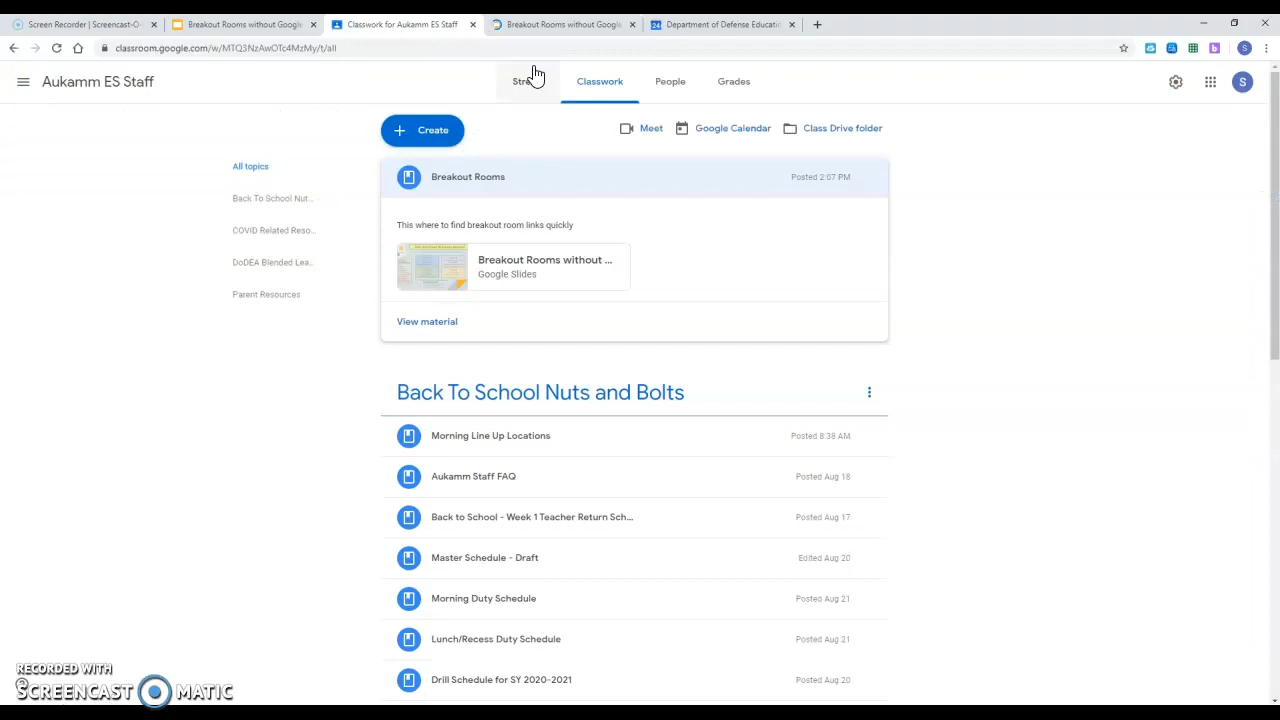 Screen Recorder | Screencast-O-
Breakout Rooms without Google
Classwork for Aukamm ES Staff
Breakout Rooms without Google
Department of Defense Educatio
classroom.google.com/w/MTQ3NzAwOTc4MzMy/t/all
Aukamm ES Staff
Classwork
People
Grades
S
Create
Meet
Google Calendar
Class Drive folder
All topics
Back To School Nut...
COVID Related Reso...
DoDEA Blended Lea...
Parent Resources
Breakout Rooms
Posted 2:07 PM
This where to find breakout room links quickly
Breakout Rooms without ...
Google Slides
View material
Back To School Nuts and Bolts
Morning Line Up Locations
Posted 8:38 AM
Aukamm Staff FAQ
Posted Aug 18
Back to School - Week 1 Teacher Return Sch...
Posted Aug 17
Master Schedule - Draft
Edited Aug 20
Morning Duty Schedule
Posted Aug 21
Lunch/Recess Duty Schedule
Posted Aug 21
Drill Schedule for SY 2020-2021
Posted Aug 20
RECORDED WITH
SCREENCAST MATIC